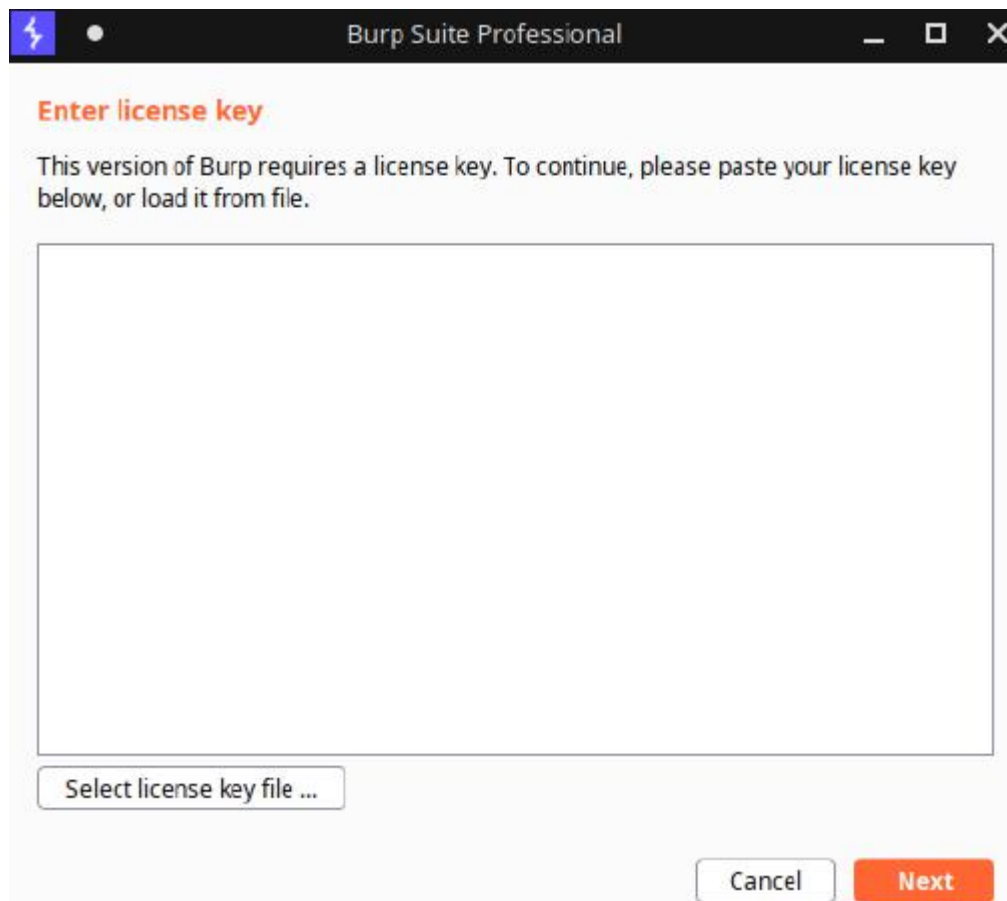 Burp Suite Professional
Enter license key
This version of Burp requires a license key. To continue, please paste your license key
below, or load it from file.
Select license key file ...
Cancel
Next